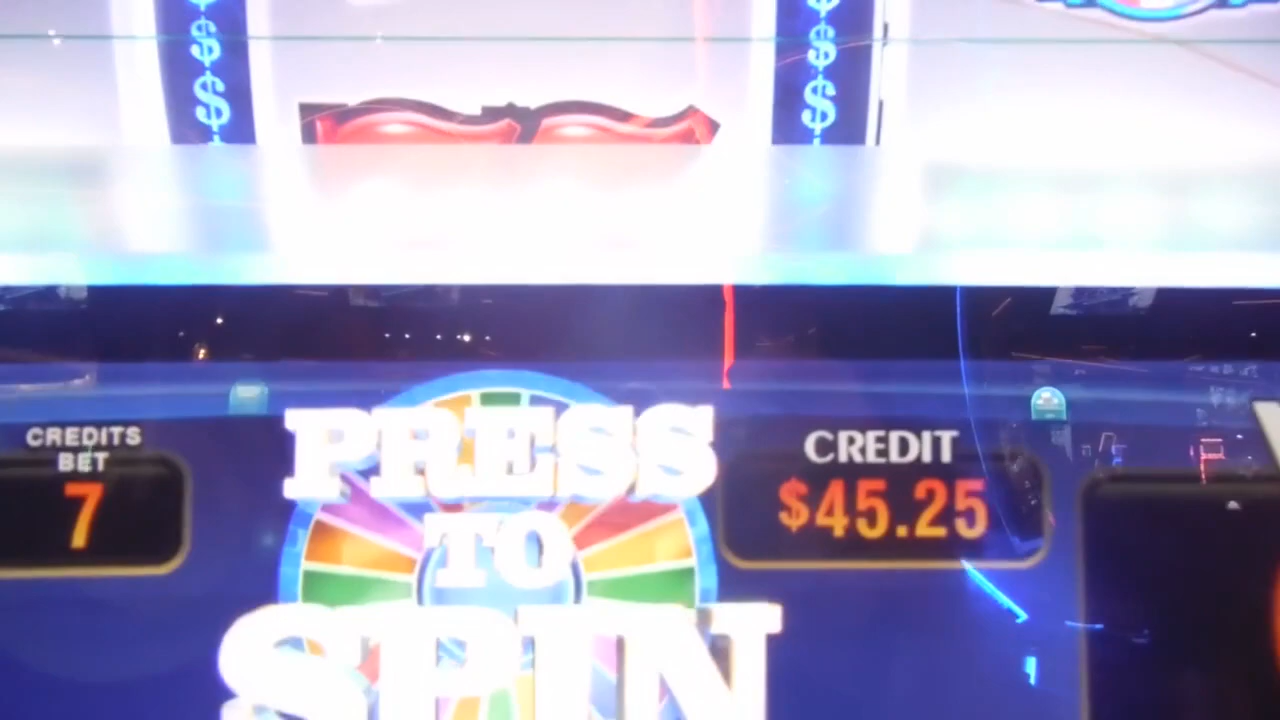 $ $
$ $
$ $
CREDITS
BET
7
PRESS
TO
SPIN
CREDIT
$45.25